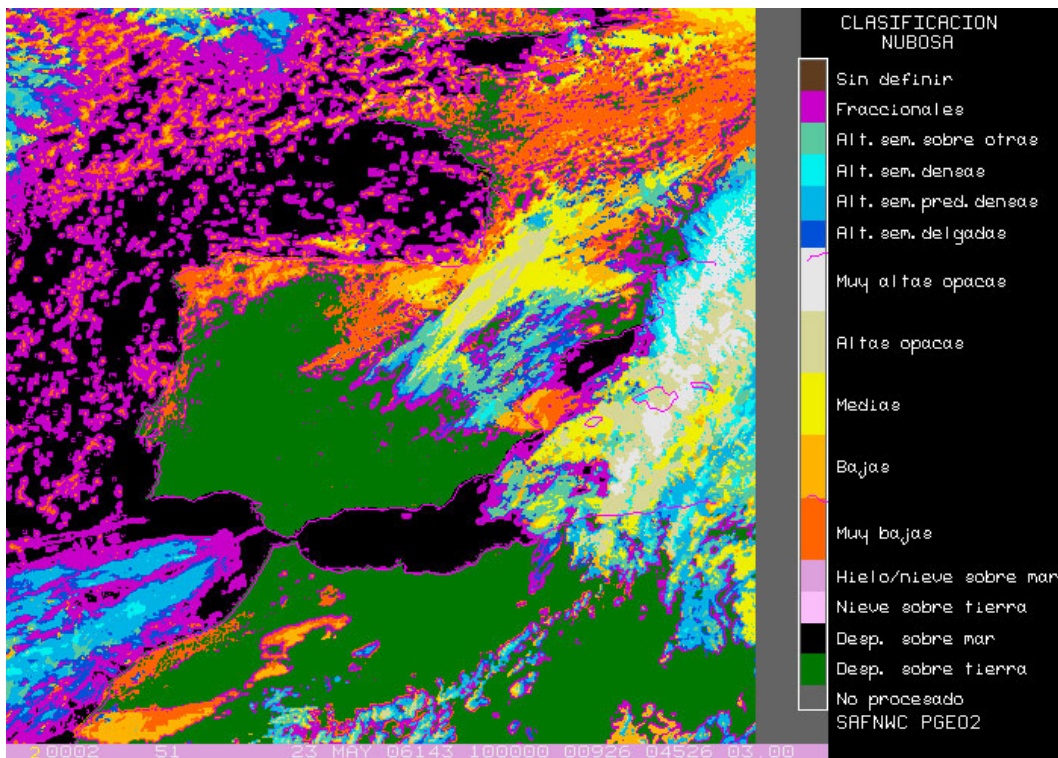 CLASIFICACION
NUBOSA
Sin definir
Fraccionales
Alt.sem.sobre otras
Alt.sem.densas
Alt.sem.pred.densas
Alt.sem.delgadas
Muy altas opacas
Altas opacas
Medias
Bajas
Muy bajas
Hielo/nieve sobre mar
Nieve sobre tierra
Desp. sobre mar
Desp. sobre tierra
No procesado
SAFNWC PGE02
20002 51 23 MAY 06143 100000 00926 04526 03.00